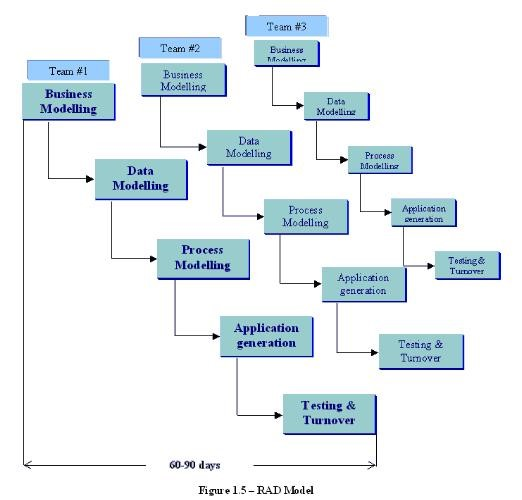 Team #1
Business
Modelling
Data
Modelling
Process
Modelling
Application
generation
Testing &
Turnover
Team #2
Business
Modelling
Data
Modelling
Process
Modelling
Application
generation
Testing &
Turnover
Team #3
Business
Modelling
Data
Modelling
Process
Modelling
Application
generation
Testing &
Turnover
60-90 days
Figure 1.5 – RAD Model